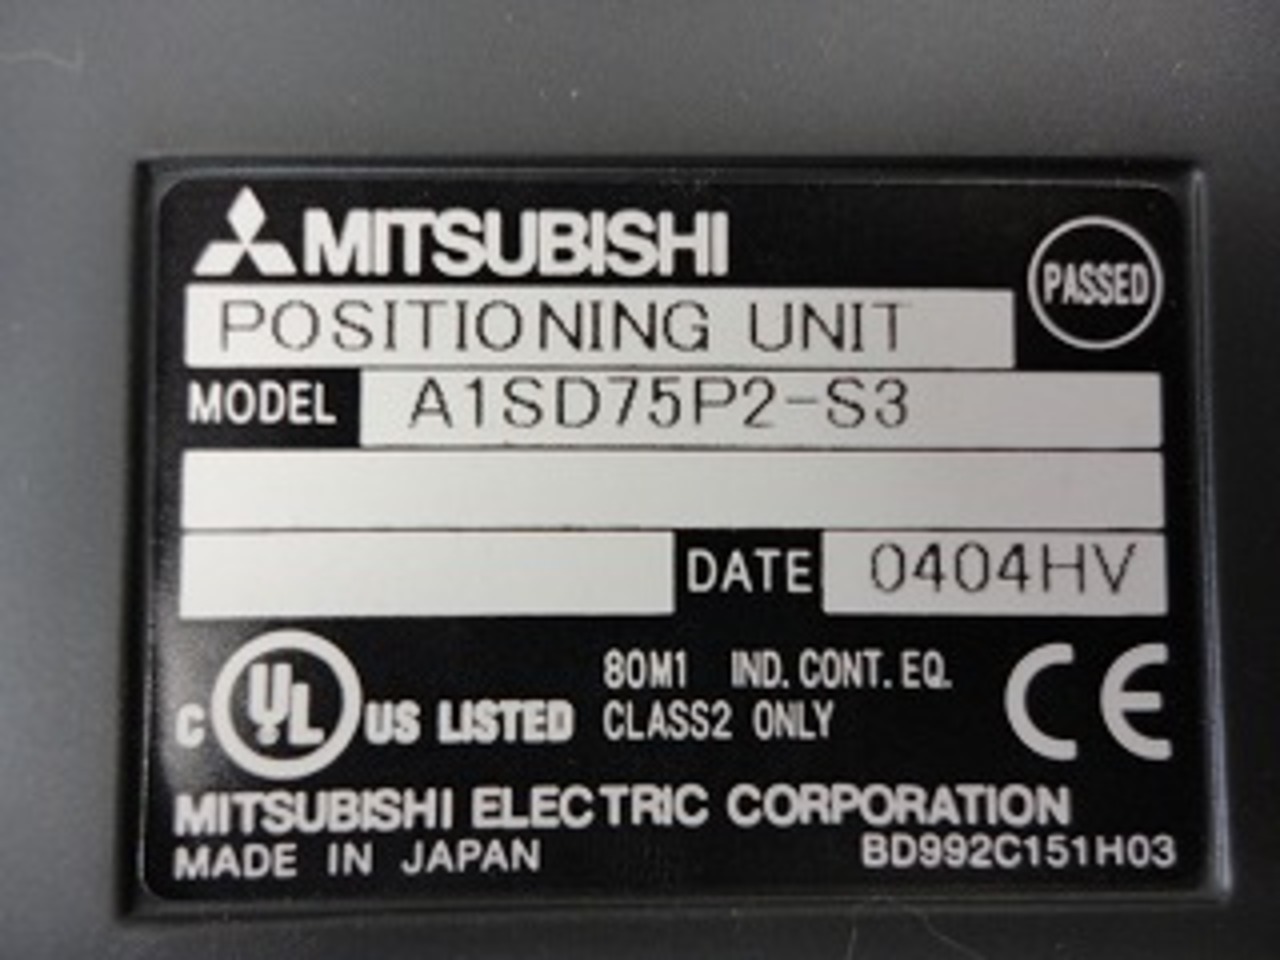 MITSUBISHI
PASSED
POSITIONING UNIT
MODEL A1SD75P2-S3
DATE 0404HV
C UL US LISTED
80M1 IND. CONT. EQ.
CLASS2 ONLY
CE
MITSUBISHI ELECTRIC CORPORATION
MADE IN JAPAN BD992C151H03